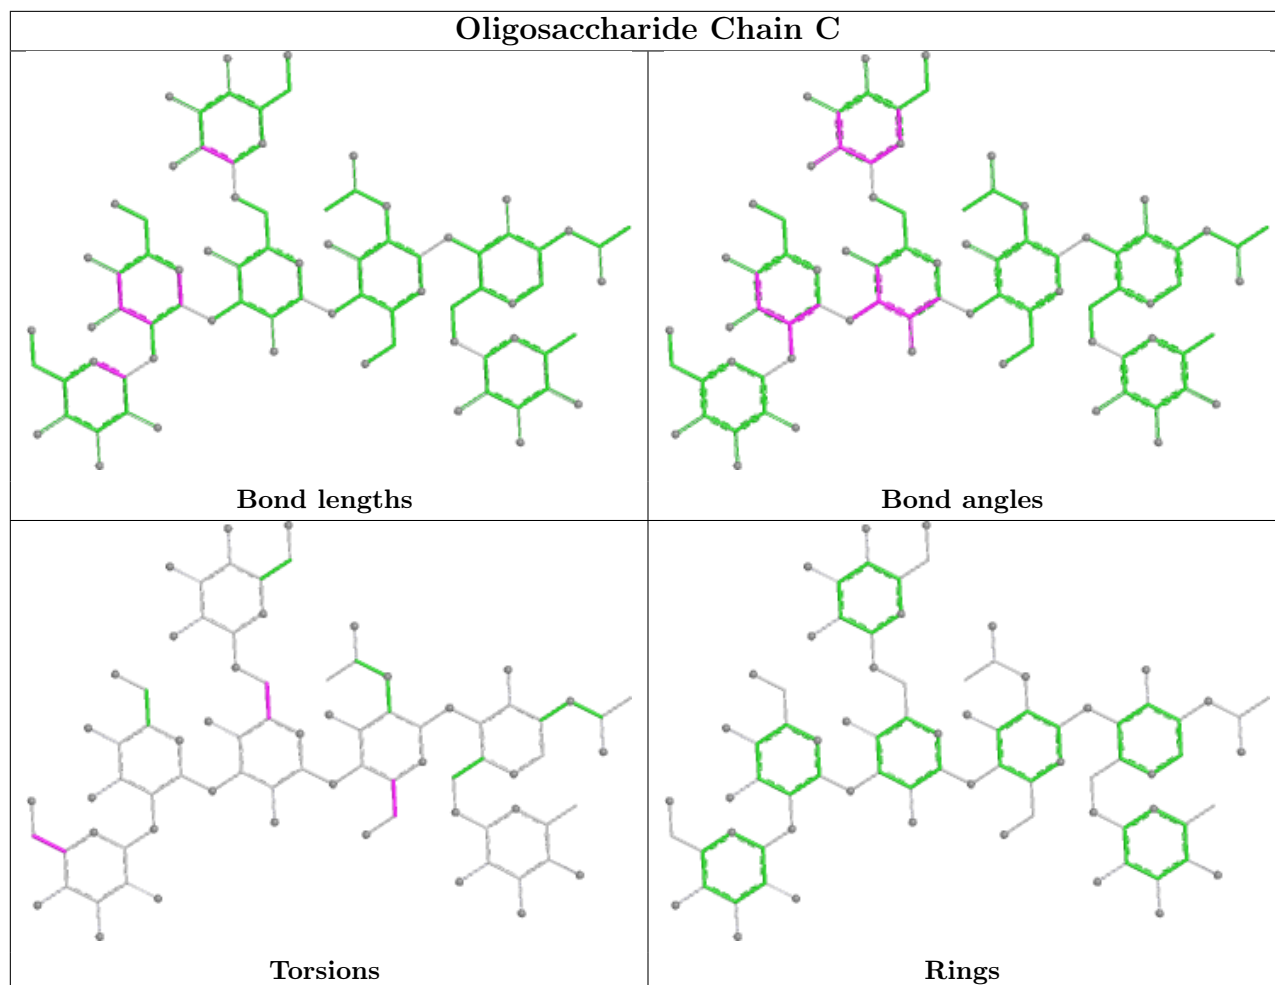 Oligosaccharide Chain C
Bond lengths
Bond angles
Torsions
Rings